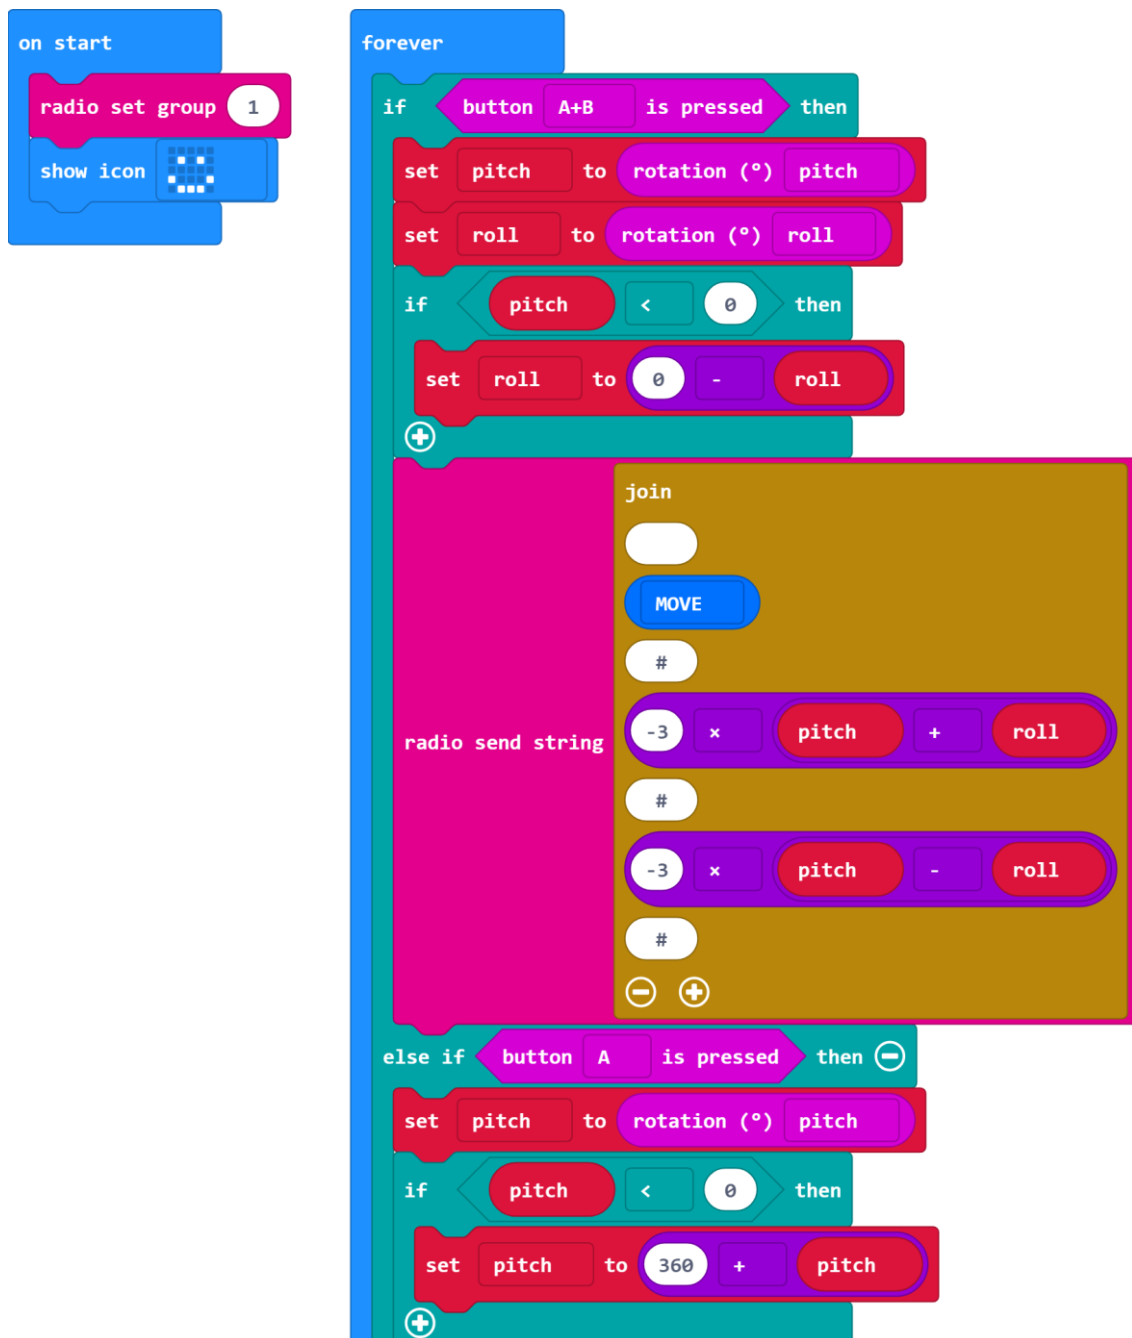 on start
radio set group 1
show icon
forever
if button A+B is pressed then
set pitch to rotation (°) pitch
set roll to rotation (°) roll
if pitch < 0 then
set roll to 0 - roll
radio send string
join
MOVE
#
-3 × pitch + roll
#
-3 × pitch - roll
#
else if button A is pressed then
set pitch to rotation (°) pitch
if pitch < 0 then
set pitch to 360 + pitch